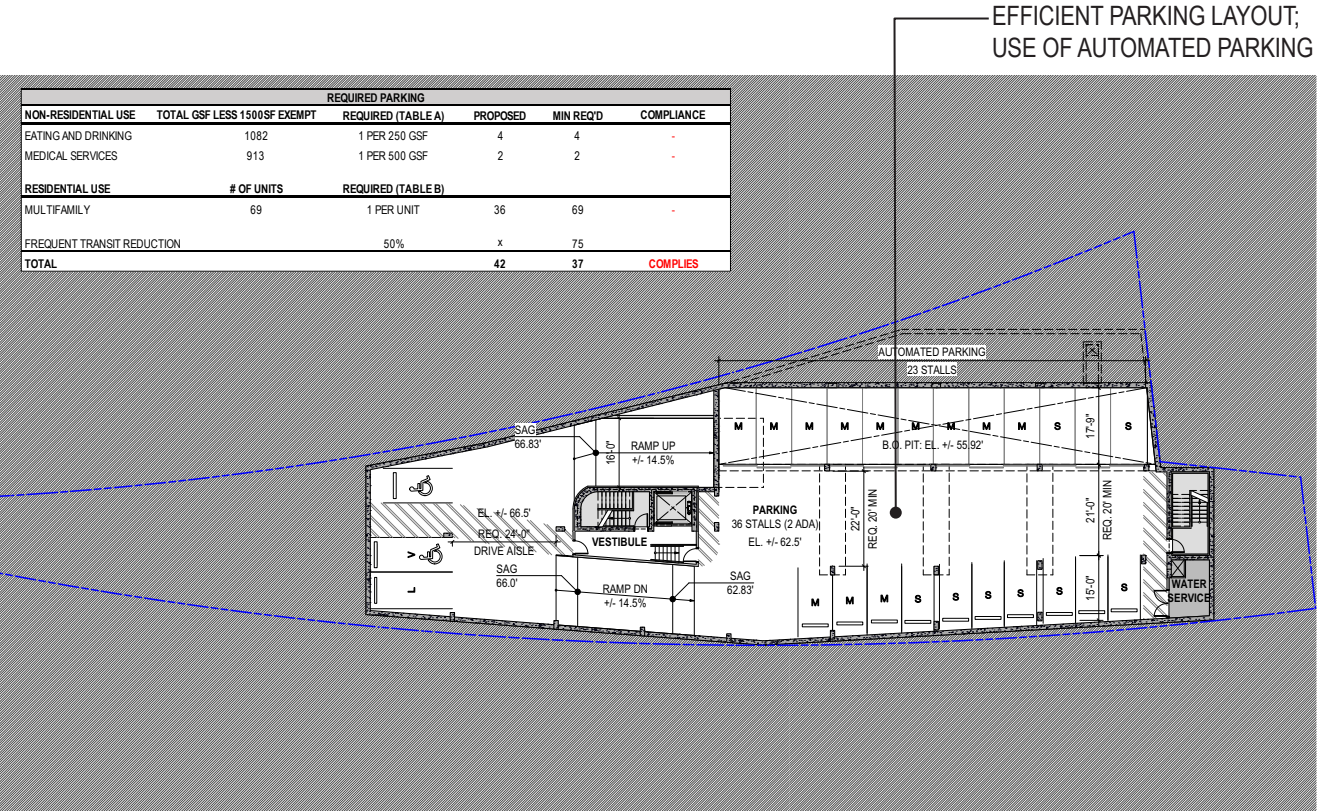 EFFICIENT PARKING LAYOUT;
USE OF AUTOMATED PARKING
REQUIRED PARKING
NON-RESIDENTIAL USE TOTAL GSF LESS 1500SF EXEMPT REQUIRED (TABLE A) PROPOSED MIN REQ'D COMPLIANCE
EATING AND DRINKING 1082 1 PER 250 GSF 4 4 -
MEDICAL SERVICES 913 1 PER 500 GSF 2 2 -
RESIDENTIAL USE # OF UNITS REQUIRED (TABLE B)
MULTIFAMILY 69 1 PER UNIT 36 69 -
FREQUENT TRANSIT REDUCTION 50% x 75
TOTAL 42 37 COMPLIES
AUTOMATED PARKING
23 STALLS
M M M M M M M M M S S
17'-9"
B.O. PIT: EL. +/- 55.92'
SAG
66.83'
16'-0"
RAMP UP
+/- 14.5%
EL. +/- 66.5'
REQ. 24'-0"
DRIVE AISLE
VESTIBULE
PARKING
36 STALLS (2 ADA)
EL. +/- 62.5'
22'-0"
REQ. 20' MIN
21'-0"
REQ. 20' MIN
V
L
SAG
66.0'
RAMP DN
+/- 14.5%
SAG
62.83'
M M M S S S S S S S
15'-0"
WATER
SERVICE